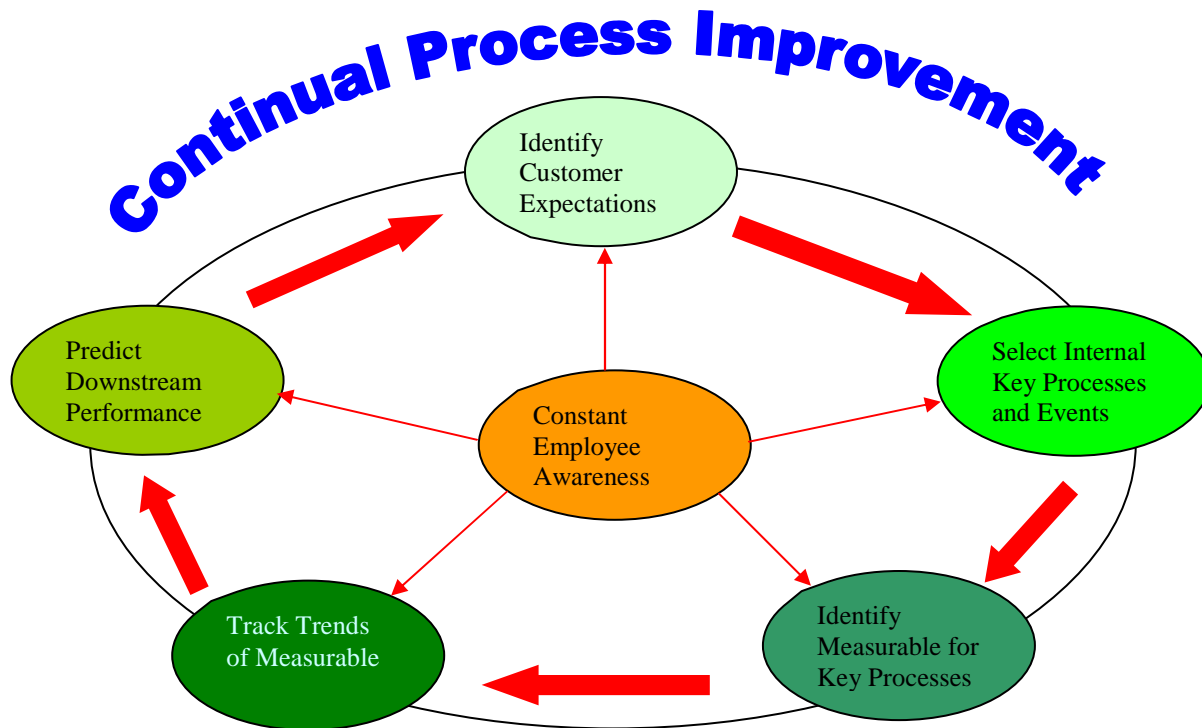 Continual Process Improvement
Identify
Customer
Expectations
Select Internal
Key Processes
and Events
Identify
Measurable for
Key Processes
Track Trends
of Measurable
Predict
Downstream
Performance
Constant
Employee
Awareness